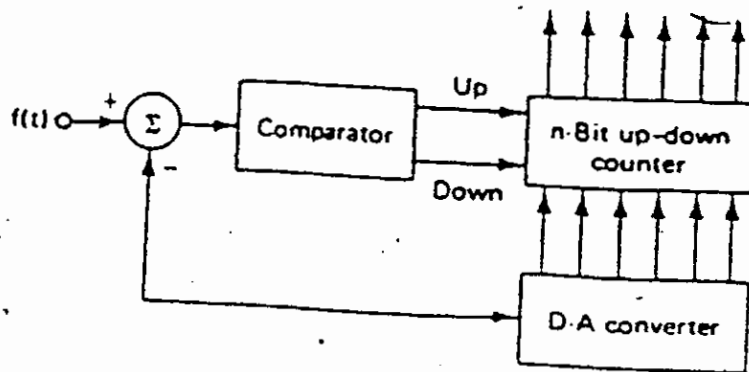 f(t)
+
Σ
−
Comparator
Up
Down
n-Bit up-down
counter
D-A converter